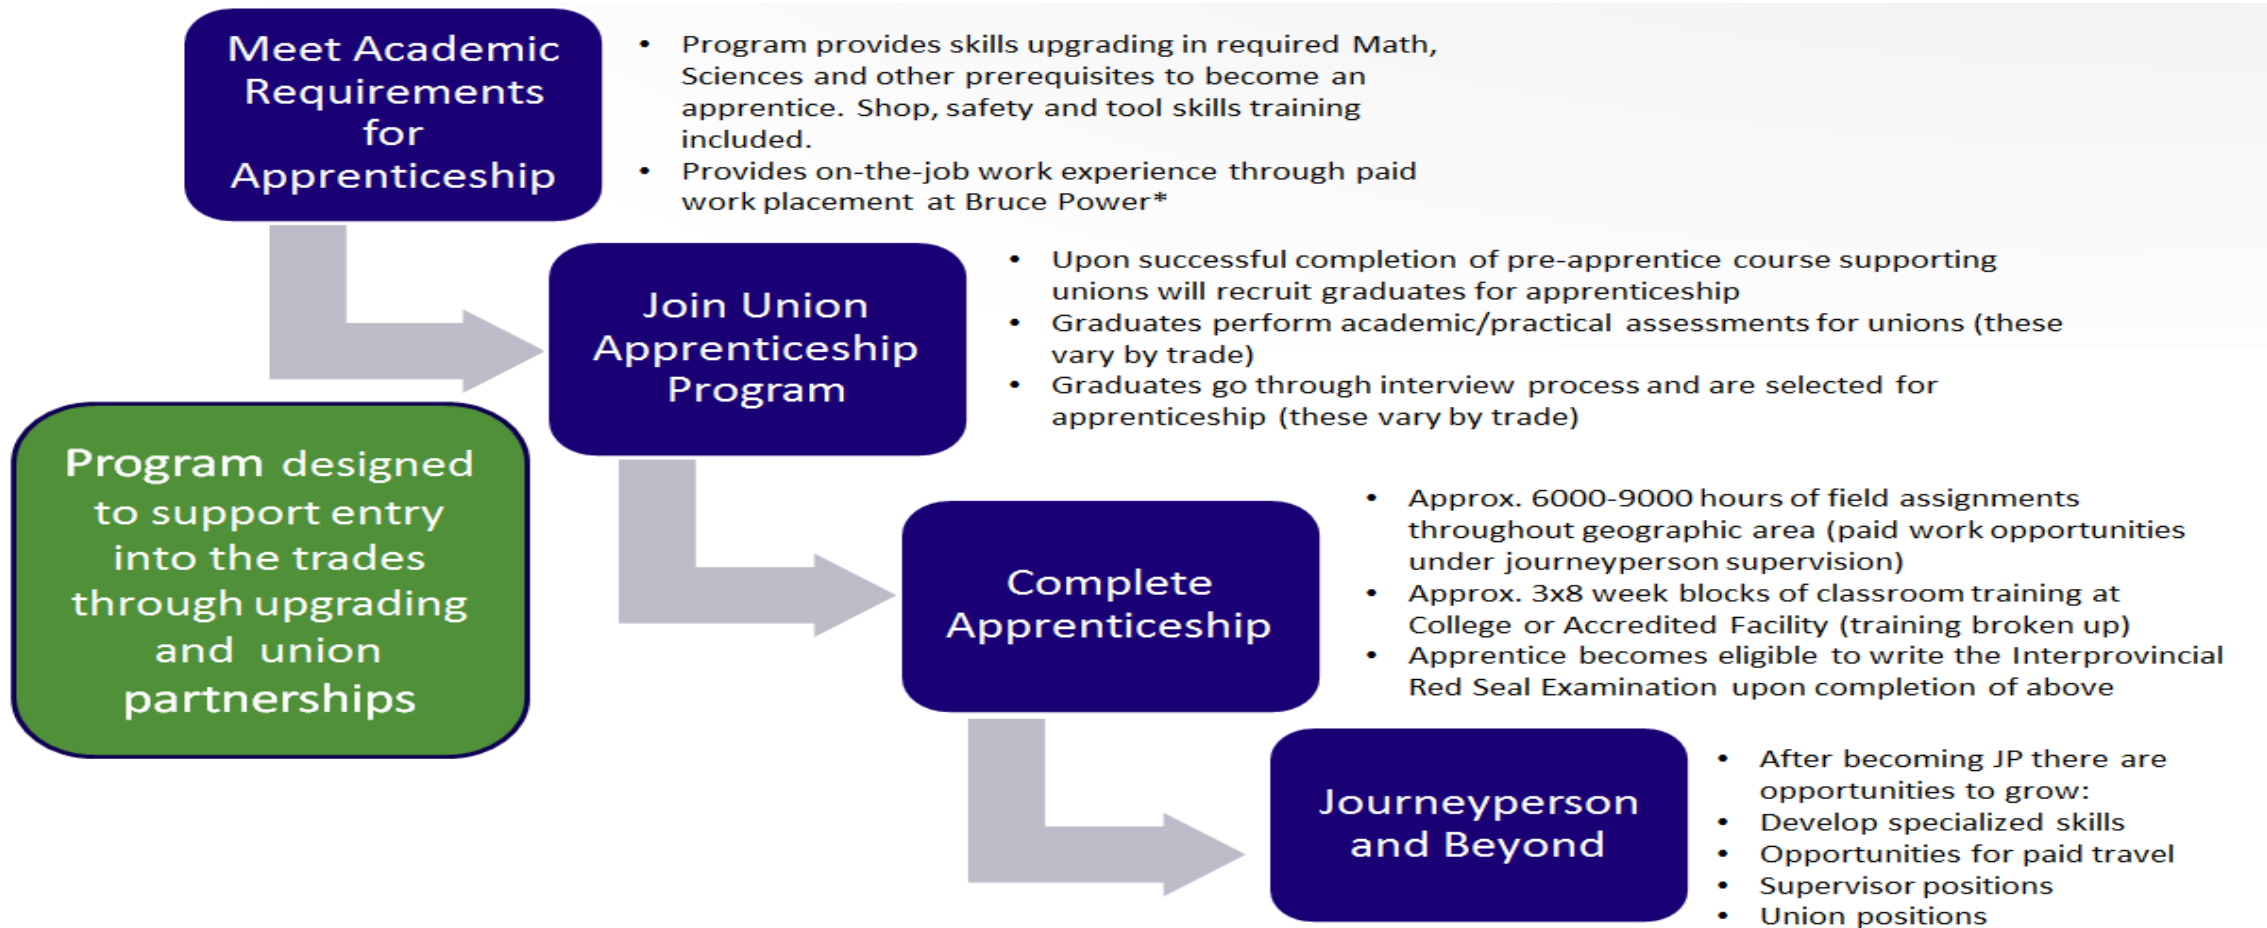 Meet Academic
Requirements
for
Apprenticeship
• Program provides skills upgrading in required Math,
Sciences and other prerequisites to become an
apprentice. Shop, safety and tool skills training
included.
• Provides on-the-job work experience through paid
work placement at Bruce Power*
Join Union
Apprenticeship
Program
• Upon successful completion of pre-apprentice course supporting
unions will recruit graduates for apprenticeship
• Graduates perform academic/practical assessments for unions (these
vary by trade)
• Graduates go through interview process and are selected for
apprenticeship (these vary by trade)
Program designed
to support entry
into the trades
through upgrading
and union
partnerships
Complete
Apprenticeship
• Approx. 6000-9000 hours of field assignments
throughout geographic area (paid work opportunities
under journeyperson supervision)
• Approx. 3x8 week blocks of classroom training at
College or Accredited Facility (training broken up)
• Apprentice becomes eligible to write the Interprovincial
Red Seal Examination upon completion of above
Journeyperson
and Beyond
• After becoming JP there are
opportunities to grow:
• Develop specialized skills
• Opportunities for paid travel
• Supervisor positions
• Union positions